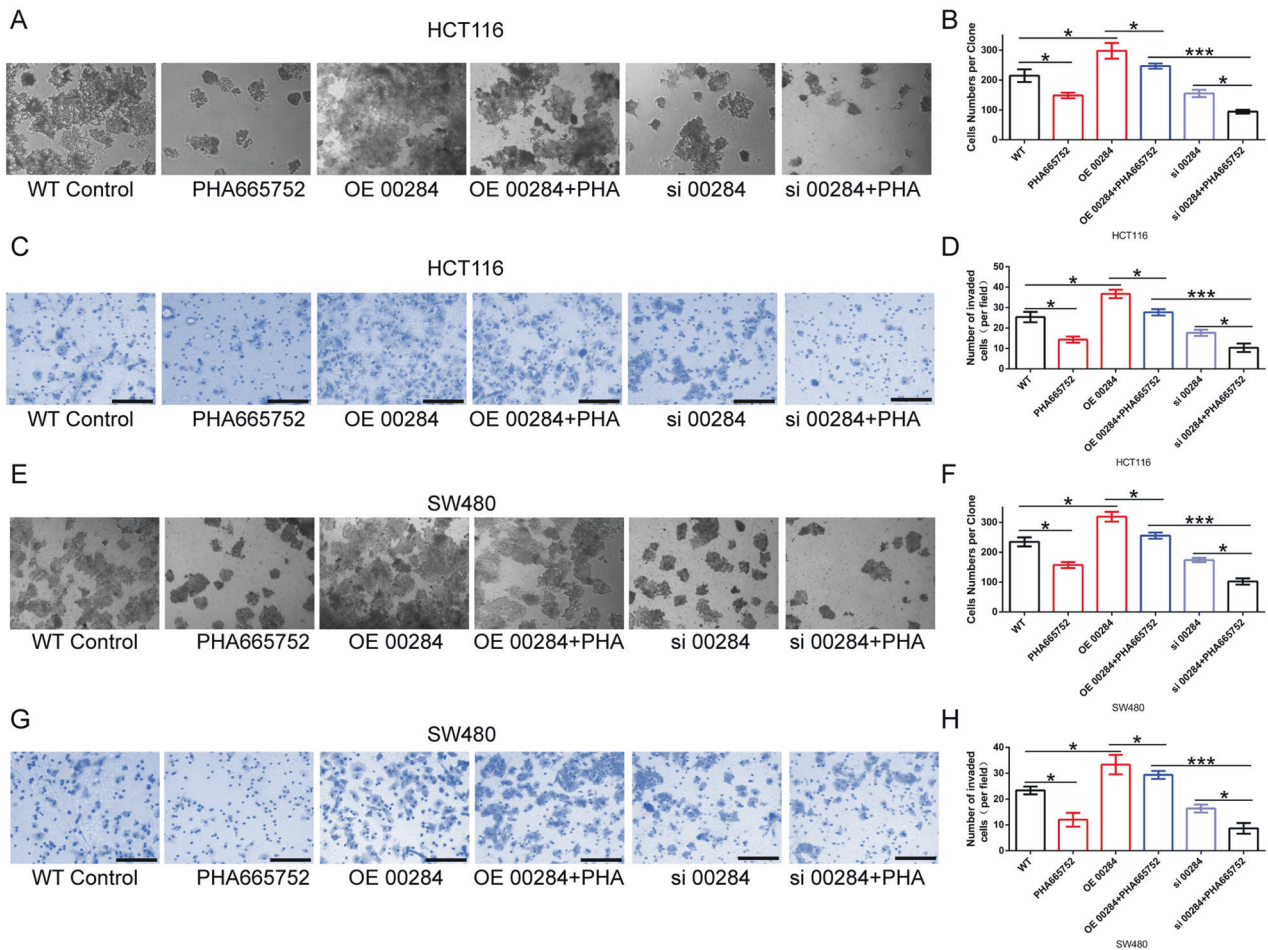 A
HCT116
WT Control PHA665752 OE 00284 OE 00284+PHA si 00284 si 00284+PHA
B
Cells Numbers per Clone
300
200
100
0
* * * *** *
WT PHA665752 OE 00284 OE 00284+PHA665752 si 00284 si 00284+PHA665752
HCT116
C
HCT116
WT Control PHA665752 OE 00284 OE 00284+PHA si 00284 si 00284+PHA
D
Number of invaded
cells ( per field)
50
40
30
20
10
0
* * * *** *
WT PHA665752 OE 00284 OE 00284+PHA665752 si 00284 si 00284+PHA665752
HCT116
E
SW480
WT Control PHA665752 OE 00284 OE 00284+PHA si 00284 si 00284+PHA
F
Cells Numbers per Clone
300
200
100
0
* * * *** *
WT PHA665752 OE 00284 OE 00284+PHA665752 si 00284 si 00284+PHA665752
SW480
G
SW480
WT Control PHA665752 OE 00284 OE 00284+PHA si 00284 si 00284+PHA
H
Number of invaded
cells ( per field)
40
30
20
10
0
* * * *** *
WT PHA665752 OE 00284 OE 00284+PHA665752 si 00284 si 00284+PHA665752
SW480